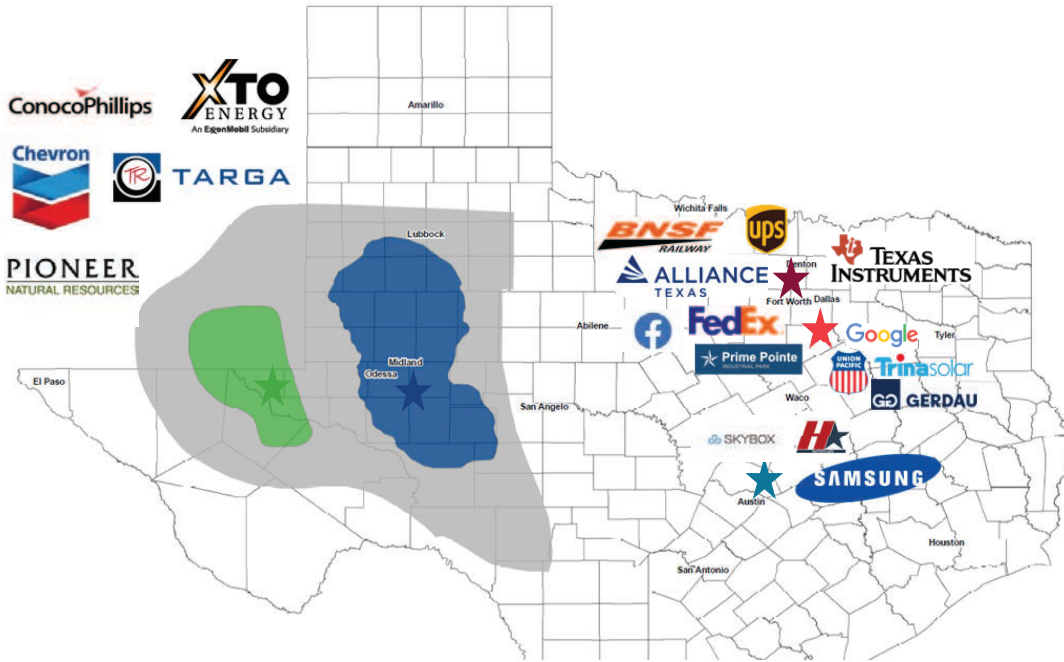 ConocoPhillips
XTO
ENERGY
An ExxonMobil Subsidiary
Chevron
TR
TARGA
PIONEER
NATURAL RESOURCES
Amarillo
Lubbock
Midland
Odessa
El Paso
San Angelo
Abilene
Wichita Falls
BNSF
RAILWAY
ups
Denton
TEXAS
INSTRUMENTS
ALLIANCE
TEXAS
Fort Worth
Dallas
f
FedEx
Google
Tyler
Prime Pointe
INDUSTRIAL PARK
UNION
PACIFIC
Trinasolar
GERDAU
Waco
SKYBOX
H
SAMSUNG
Austin
Houston
San Antonio